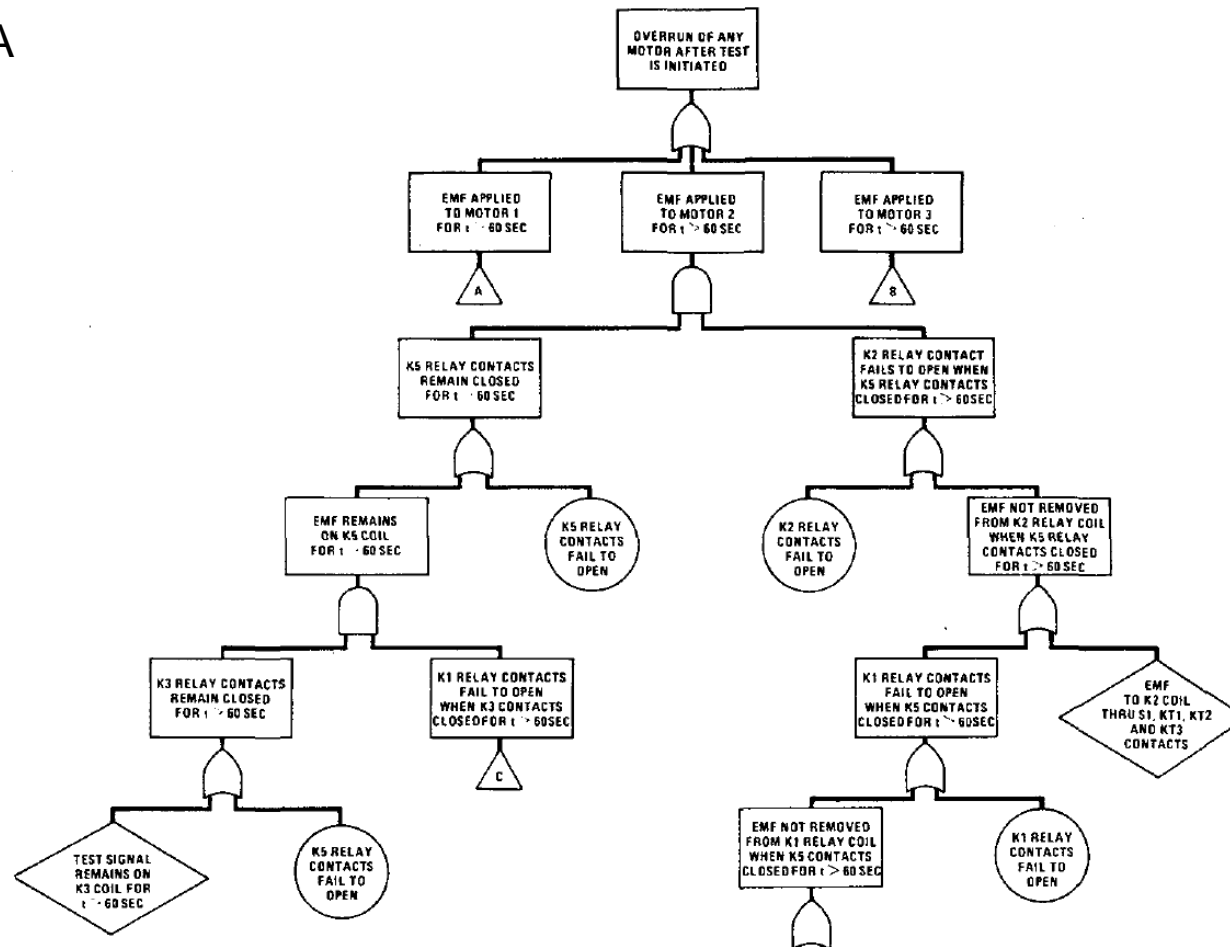 A
OVERRUN OF ANY
MOTOR AFTER TEST
IS INITIATED
EMF APPLIED
TO MOTOR 1
FOR t > 60 SEC
EMF APPLIED
TO MOTOR 2
FOR t > 60 SEC
EMF APPLIED
TO MOTOR 3
FOR t > 60 SEC
A
B
K5 RELAY CONTACTS
REMAIN CLOSED
FOR t > 60 SEC
K2 RELAY CONTACT
FAILS TO OPEN WHEN
K5 RELAY CONTACTS
CLOSED FOR t > 60 SEC
EMF REMAINS
ON K5 COIL
FOR t > 60 SEC
K5 RELAY
CONTACTS
FAIL TO
OPEN
K2 RELAY
CONTACTS
FAIL TO
OPEN
EMF NOT REMOVED
FROM K2 RELAY COIL
WHEN K5 RELAY
CONTACTS CLOSED
FOR t > 60 SEC
K3 RELAY CONTACTS
REMAIN CLOSED
FOR t > 60 SEC
K1 RELAY CONTACTS
FAIL TO OPEN
WHEN K3 CONTACTS
CLOSED FOR t > 60 SEC
K1 RELAY CONTACTS
FAIL TO OPEN
WHEN K5 CONTACTS
CLOSED FOR t > 60 SEC
EMF
TO K2 COIL
THRU S1, KT1, KT2
AND KT3
CONTACTS
C
TEST SIGNAL
REMAINS ON
K3 COIL FOR
t > 60 SEC
K5 RELAY
CONTACTS
FAIL TO
OPEN
EMF NOT REMOVED
FROM K1 RELAY COIL
WHEN K5 CONTACTS
CLOSED FOR t > 60 SEC
K1 RELAY
CONTACTS
FAIL TO
OPEN